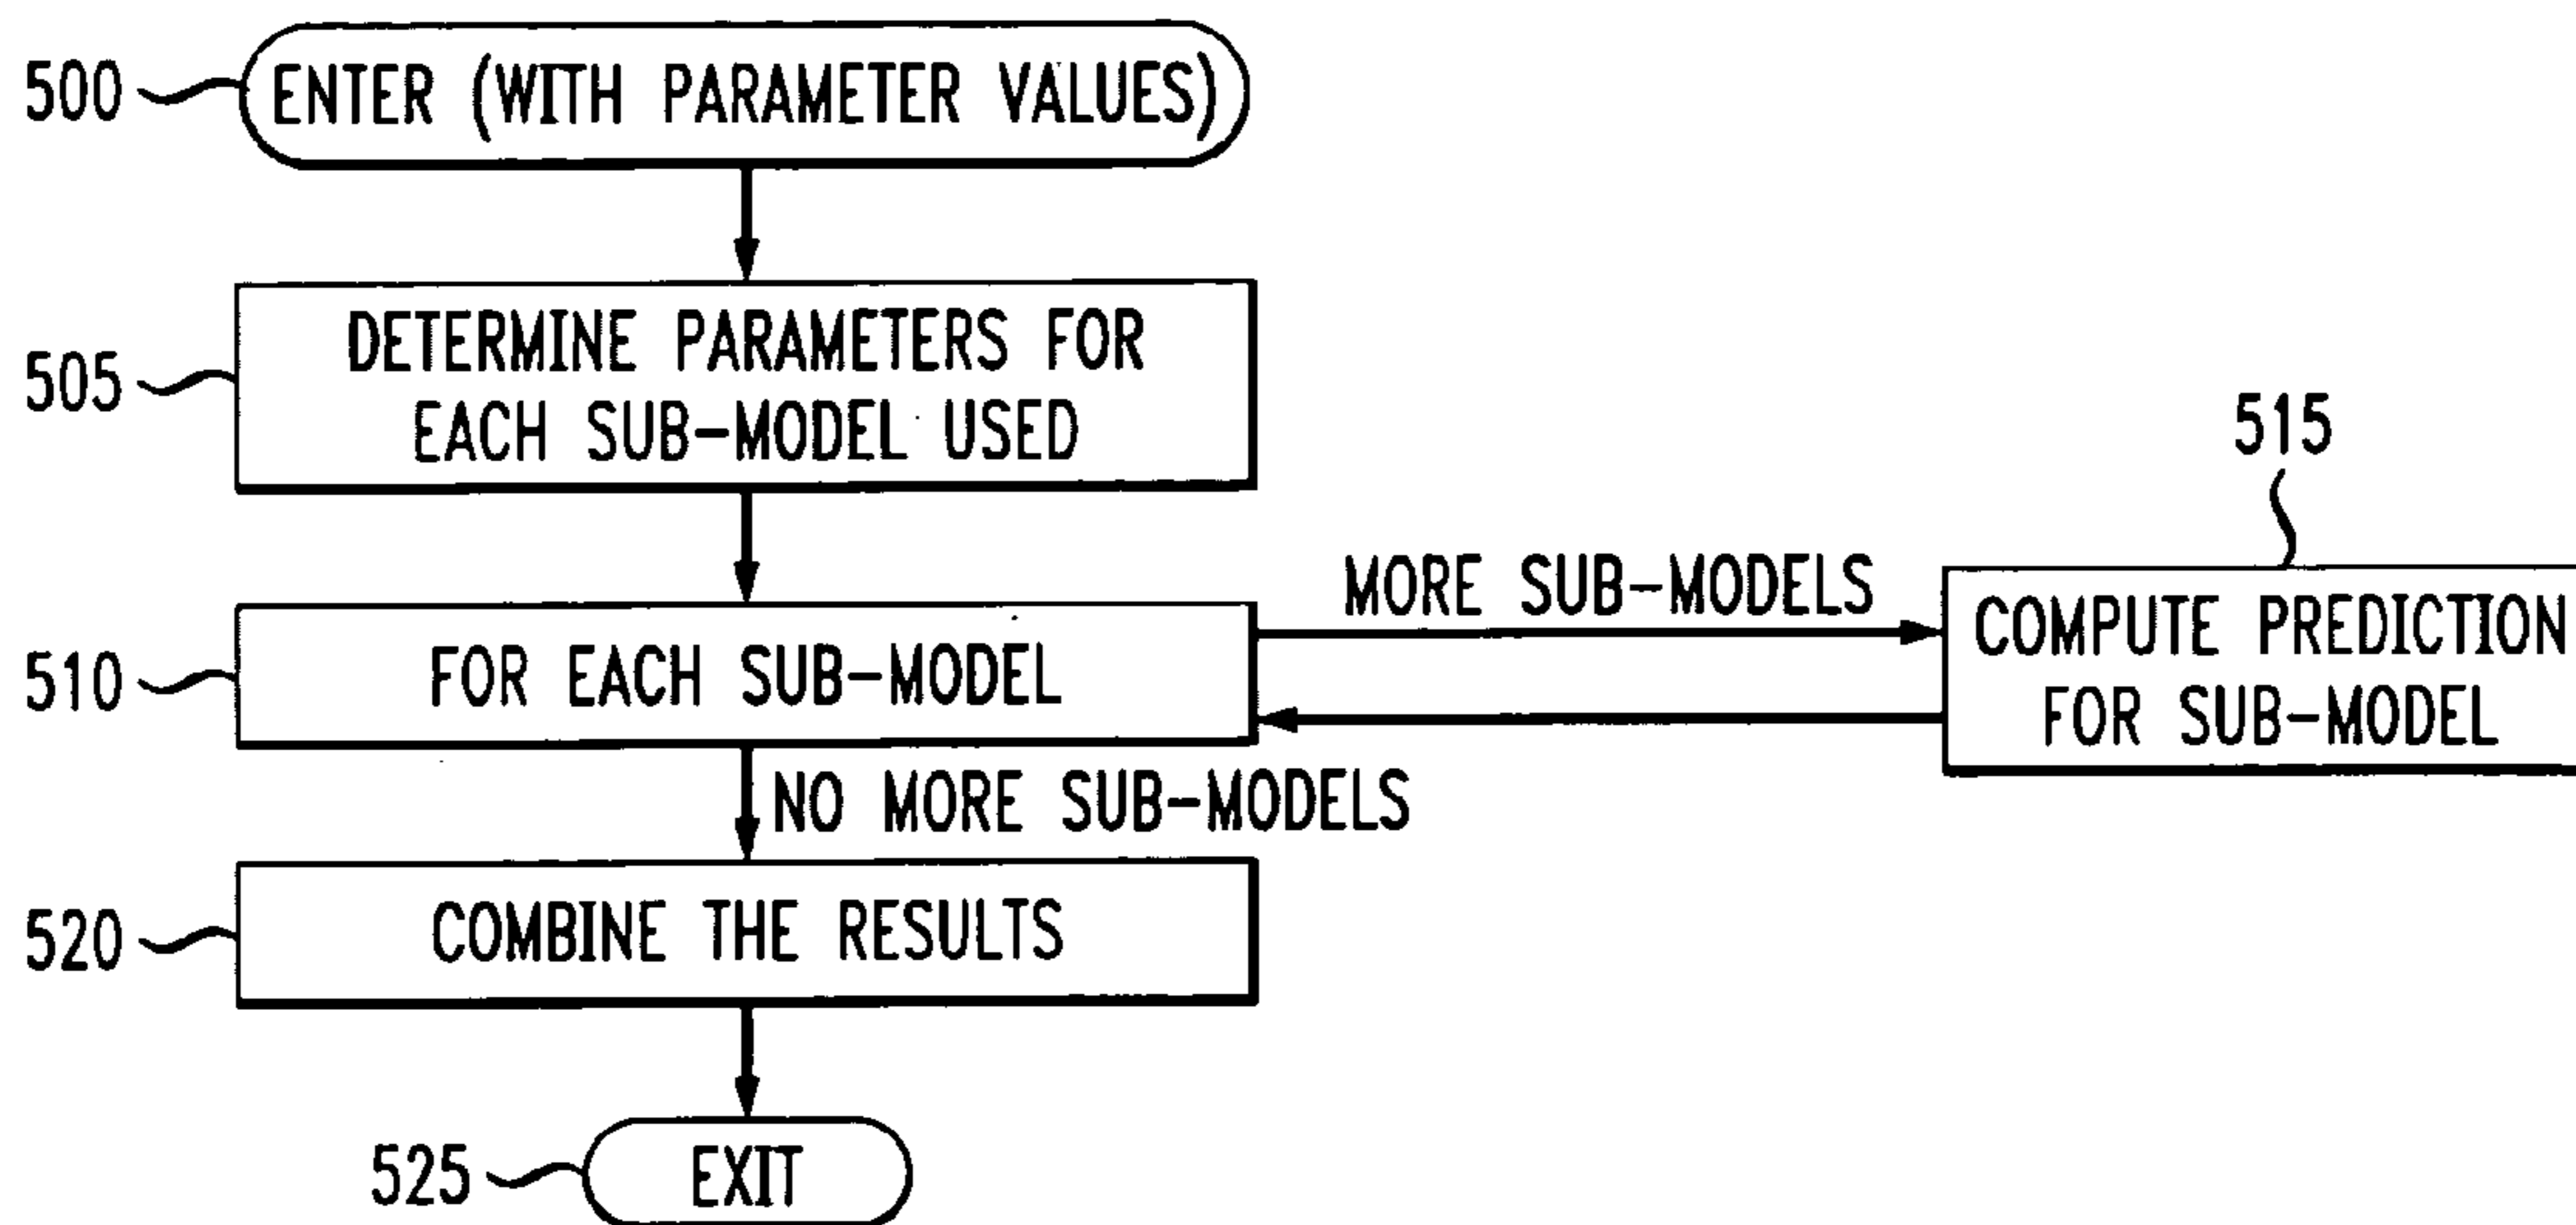 500
ENTER (WITH PARAMETER VALUES)
505
DETERMINE PARAMETERS FOR
EACH SUB-MODEL USED
515
510
FOR EACH SUB-MODEL
MORE SUB-MODELS
COMPUTE PREDICTION
FOR SUB-MODEL
NO MORE SUB-MODELS
520
COMBINE THE RESULTS
525
EXIT